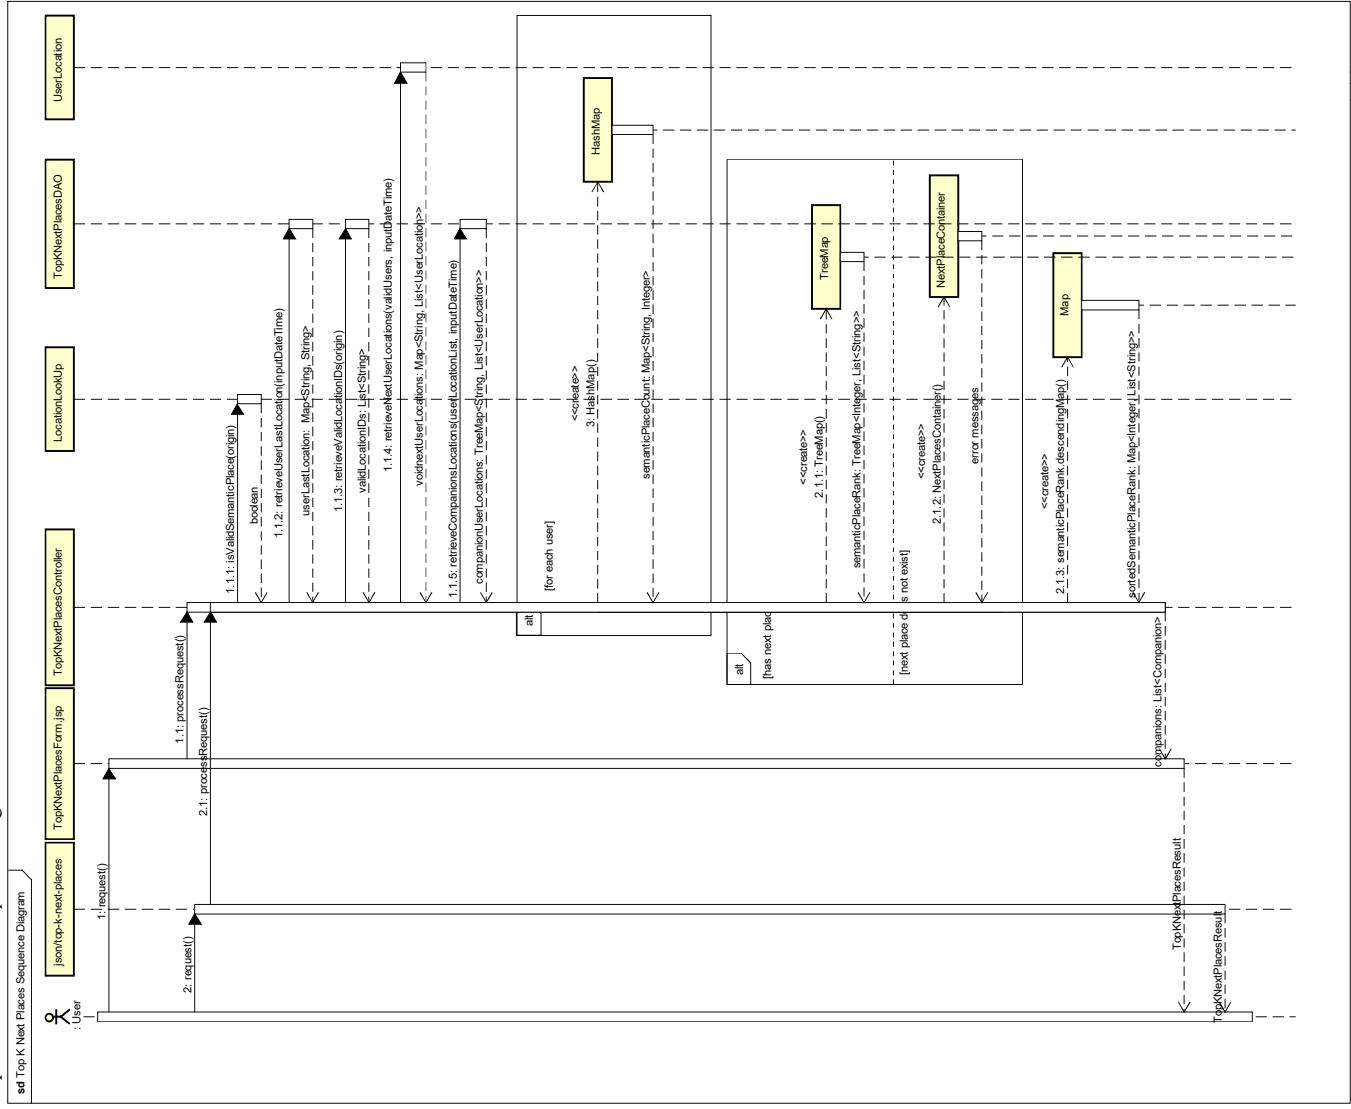 sd Top K Next Places Sequence Diagram
: User
json/top-k-next-places
TopKNextPlacesForm.jsp
TopKNextPlacesController
LocationLookUp
TopKNextPlacesDAO
UserLocation
1: request()
1.1: processRequest()
2: request()
2.1: processRequest()
1.1.1: isValidSemanticPlace(origin)
boolean
1.1.2: retrieveUserLastLocation(inputDateTime)
userLastLocation: Map<String, String>
1.1.3: retrieveValidLocationIDs(origin)
validLocationIDs: List<String>
1.1.4: retrieveNextUserLocations(validUsers, inputDateTime)
voidnextUserLocations: Map<String, List<UserLocation>>
1.1.5: retrieveCompanionsLocations(userLocationList, inputDateTime)
companionUserLocations: TreeMap<String, List<UserLocation>>
alt
[for each user]
<<create>>
3: HashMap()
HashMap
semanticPlaceCount: Map<String, Integer>
alt
[has next plac
<<create>>
2.1.1: TreeMap()
TreeMap
semanticPlaceRank: TreeMap<Integer, List<String>>
[next place d s not exist]
<<create>>
2.1.2: NextPlacesContainer()
NextPlaceContainer
error messages
<<create>>
2.1.3: semanticPlaceRank.descendingMap()
Map
sortedSemanticPlaceRank: Map<Integer, List<String>>
companions: List<Companion>
TopKNextPlacesResult
TopKNextPlacesResult